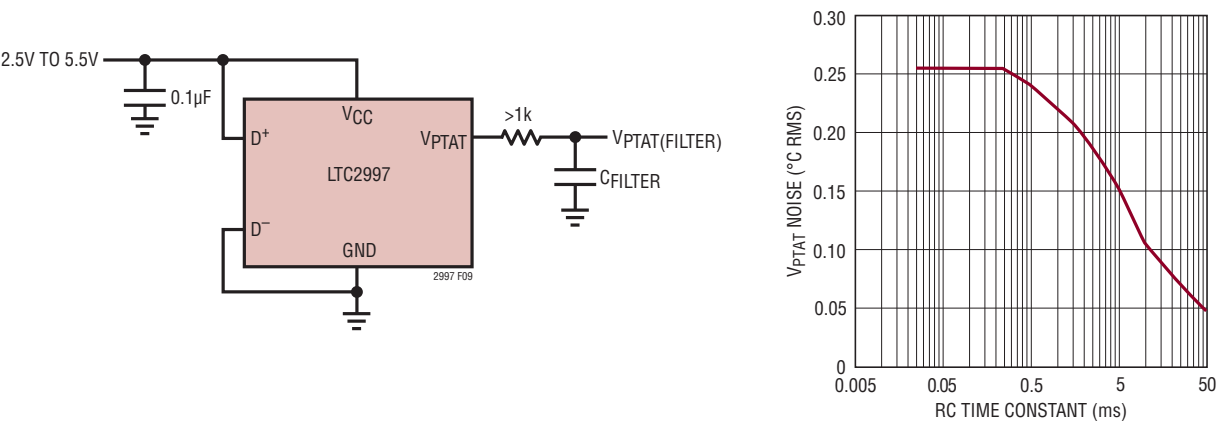 2.5V TO 5.5V
0.1µF
VCC
D+
VPTAT
LTC2997
D−
GND
2997 F09
>1k
VPTAT(FILTER)
CFILTER
VPTAT NOISE (°C RMS)
0.30
0.25
0.20
0.15
0.10
0.05
0
0.005 0.05 0.5 5 50
RC TIME CONSTANT (ms)